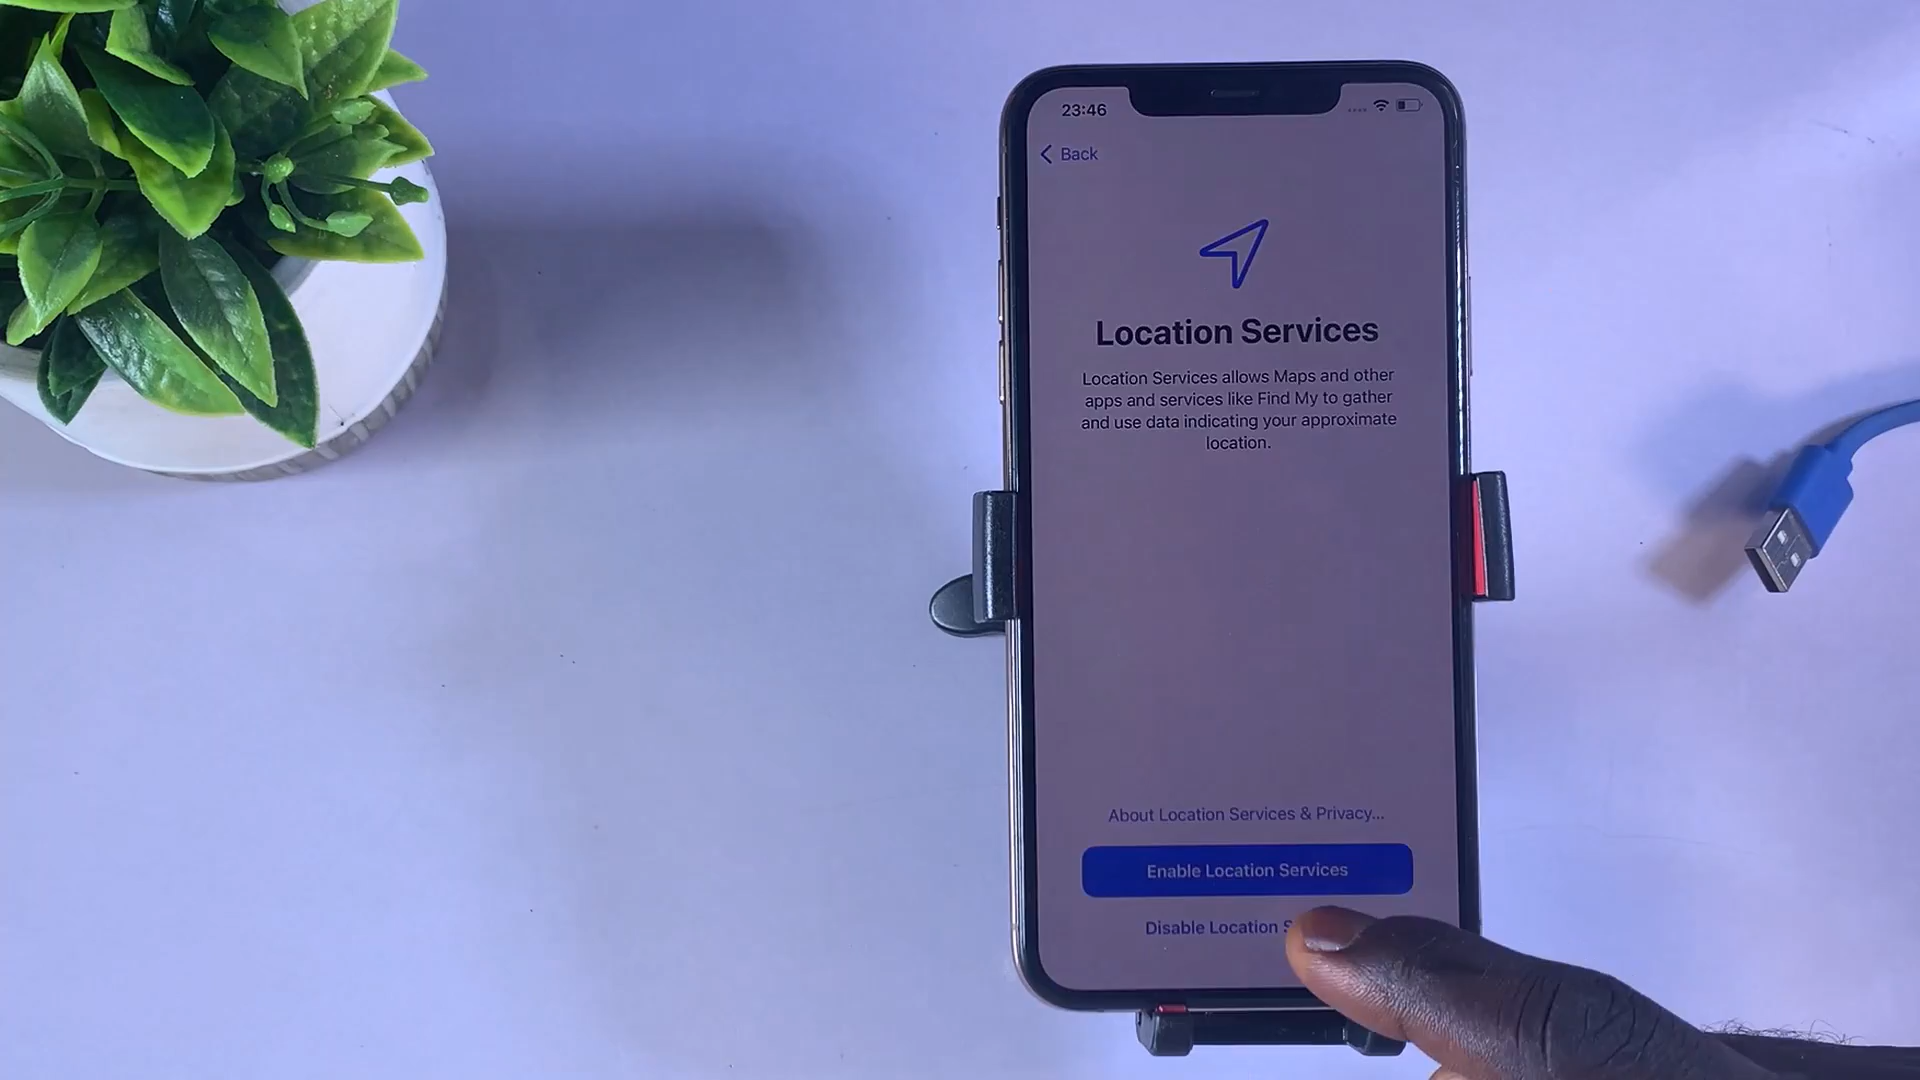 23:46
Back
Location Services
Location Services allows Maps and other
apps and services like Find My to gather
and use data indicating your approximate
location.
About Location Services & Privacy...
Enable Location Services
Disable Location